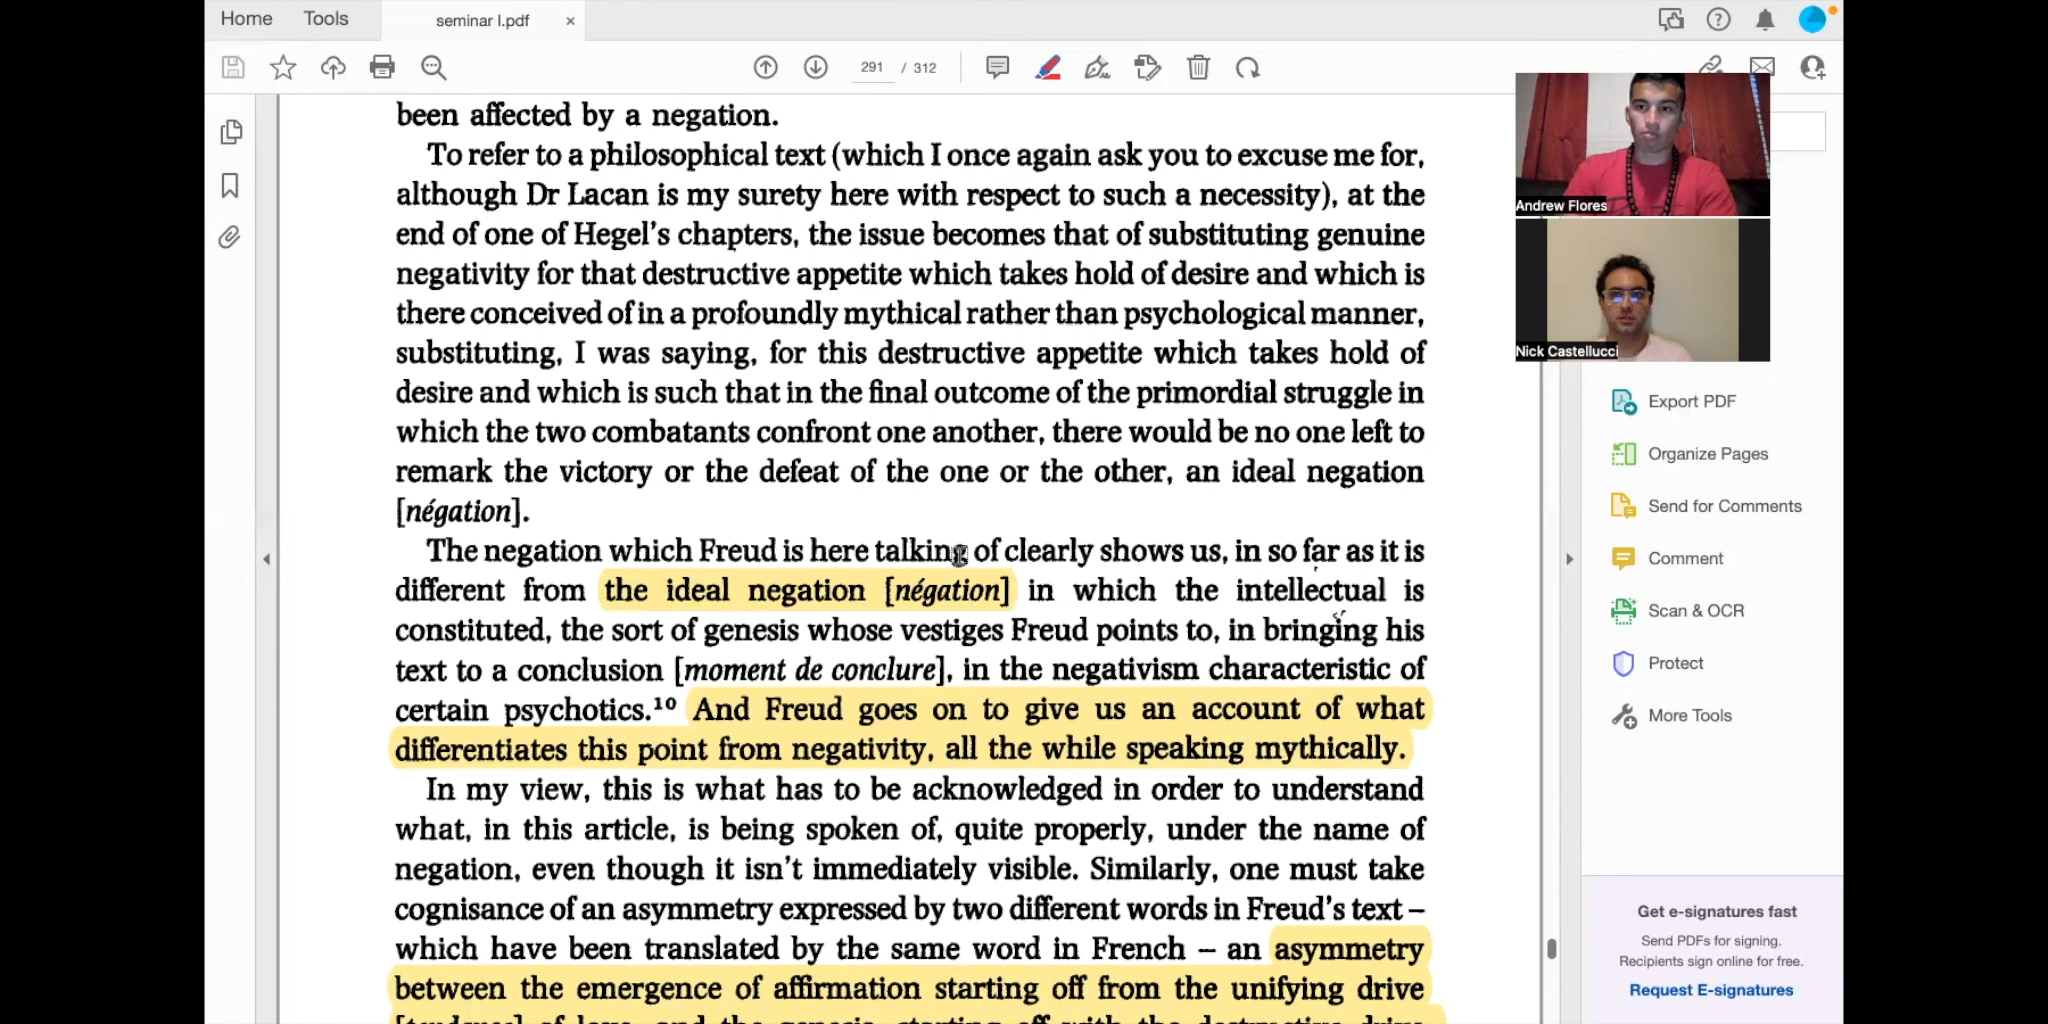 Home
Tools
seminar I.pdf
291 / 312
been affected by a negation.
To refer to a philosophical text (which I once again ask you to excuse me for,
although Dr Lacan is my surety here with respect to such a necessity), at the
end of one of Hegel's chapters, the issue becomes that of substituting genuine
negativity for that destructive appetite which takes hold of desire and which is
there conceived of in a profoundly mythical rather than psychological manner,
substituting, I was saying, for this destructive appetite which takes hold of
desire and which is such that in the final outcome of the primordial struggle in
which the two combatants confront one another, there would be no one left to
remark the victory or the defeat of the one or the other, an ideal negation
[négation].
The negation which Freud is here talking of clearly shows us, in so far as it is
different from the ideal negation [négation] in which the intellectual is
constituted, the sort of genesis whose vestiges Freud points to, in bringing his
text to a conclusion [moment de conclure], in the negativism characteristic of
certain psychotics.¹⁰ And Freud goes on to give us an account of what
differentiates this point from negativity, all the while speaking mythically.
In my view, this is what has to be acknowledged in order to understand
what, in this article, is being spoken of, quite properly, under the name of
negation, even though it isn't immediately visible. Similarly, one must take
cognisance of an asymmetry expressed by two different words in Freud's text –
which have been translated by the same word in French – an asymmetry
between the emergence of affirmation starting off from the unifying drive
Andrew Flores
Nick Castellucci
Export PDF
Organize Pages
Send for Comments
Comment
Scan & OCR
Protect
More Tools
Get e-signatures fast
Send PDFs for signing.
Recipients sign online for free.
Request E-signatures